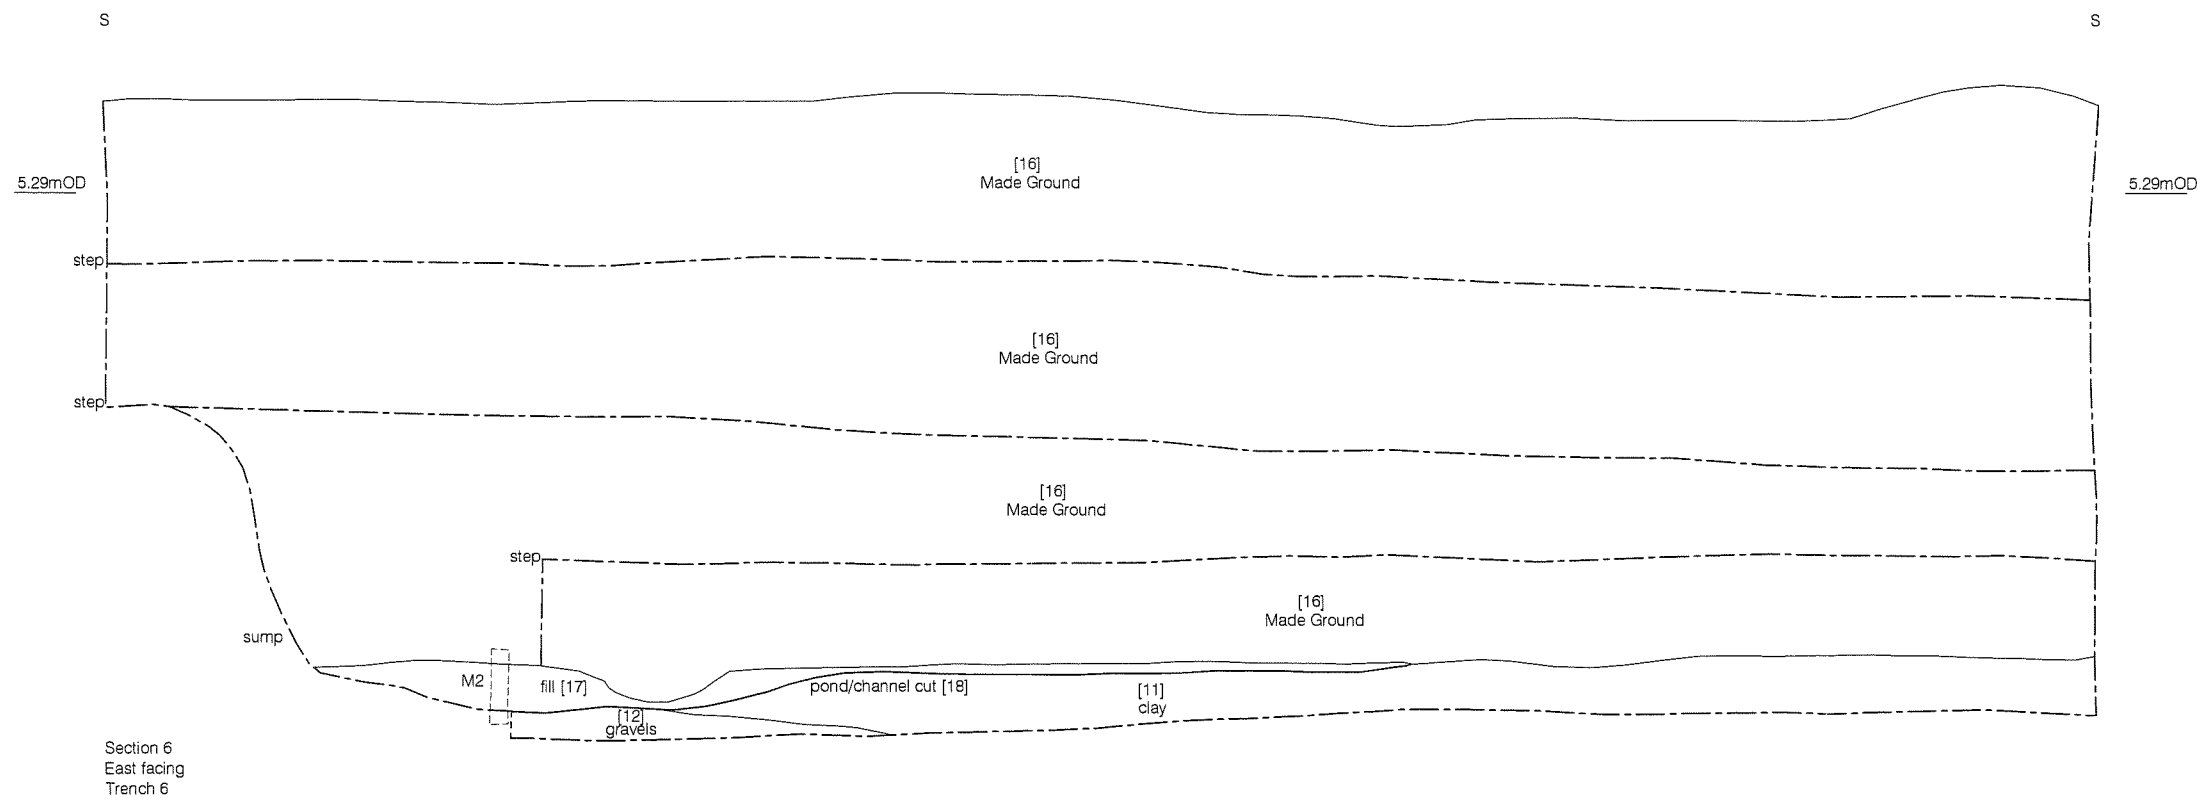 S
S
[16]
Made Ground
5.29mOD
5.29mOD
step
[16]
Made Ground
step
[16]
Made Ground
step
[16]
Made Ground
sump
M2
fill [17]
pond/channel cut [18]
[11]
clay
[12]
gravels
Section 6
East facing
Trench 6